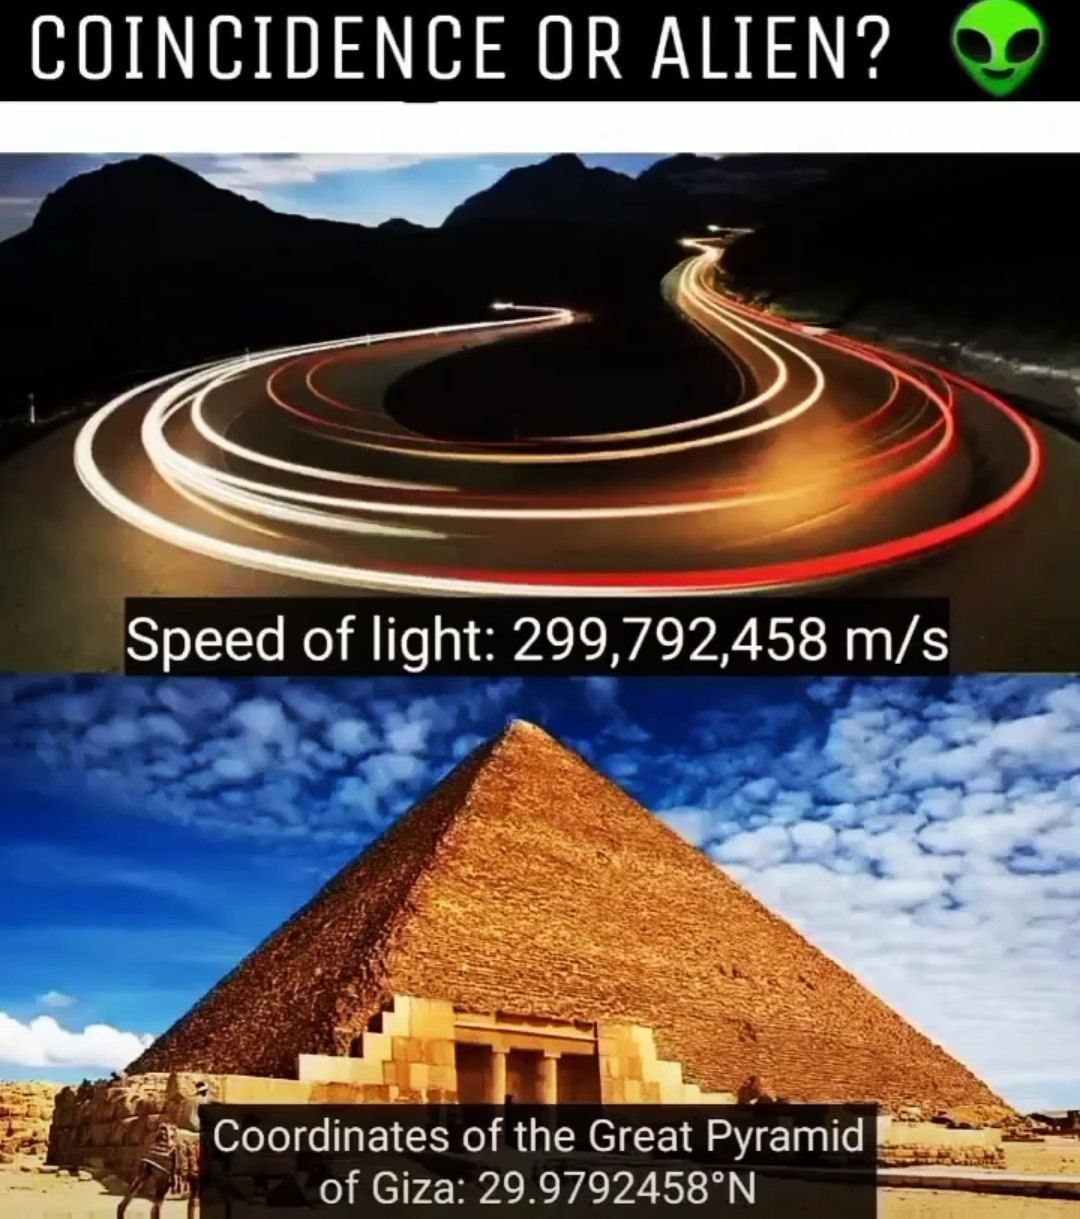 COINCIDENCE OR ALIEN?
Speed of light: 299,792,458 m/s
Coordinates of the Great Pyramid
of Giza: 29.9792458°N